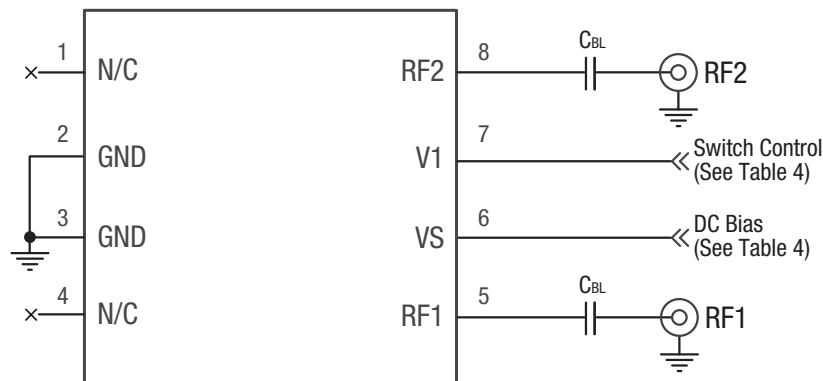 1 N/C RF2 8 CBL RF2
2 GND V1 7 Switch Control
(See Table 4)
3 GND VS 6 DC Bias
(See Table 4)
4 N/C RF1 5 CBL RF1